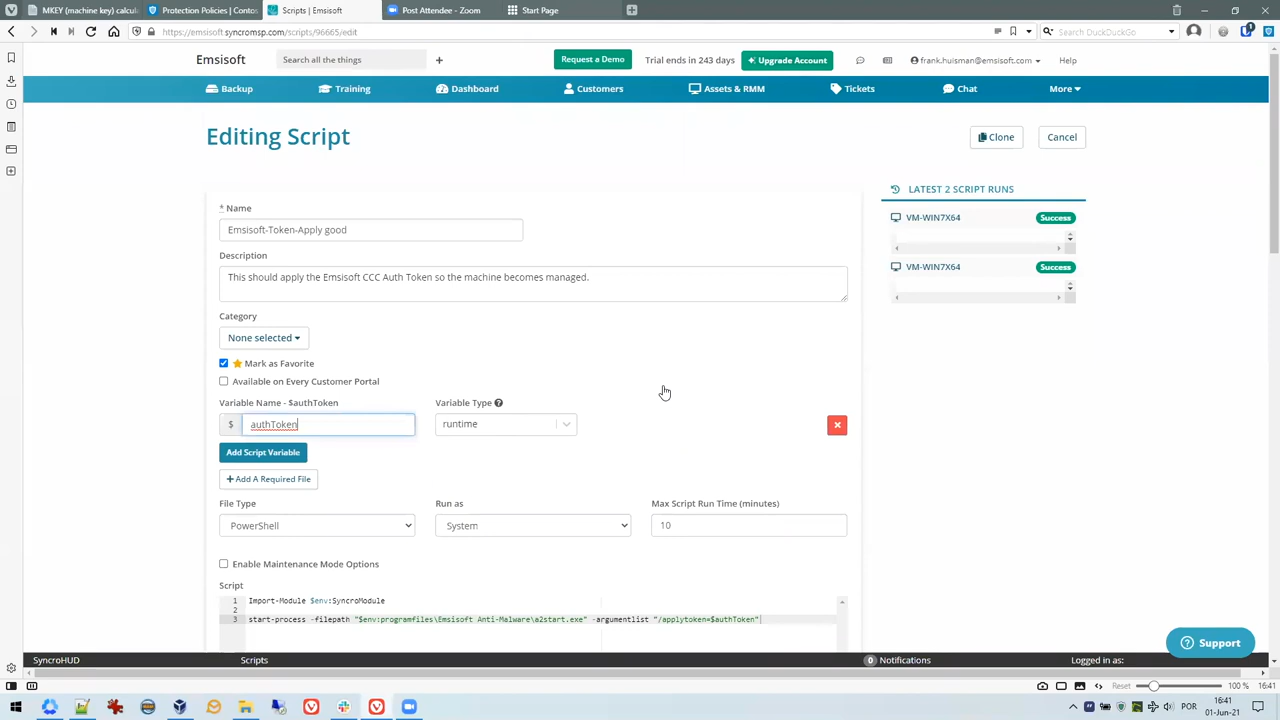 MKEY (machine key) calculat
Protection Policies | Contos
Scripts | Emsisoft
Post Attendee - Zoom
Start Page
https://emsisoft.syncromsp.com/scripts/96665/edit
Search DuckDuckGo
Emsisoft
Search all the things
Request a Demo
Trial ends in 243 days
Upgrade Account
frank.huisman@emsisoft.com
Help
Backup
Training
Dashboard
Customers
Assets & RMM
Tickets
Chat
More
Editing Script
Clone
Cancel
LATEST 2 SCRIPT RUNS
VM-WIN7X64
Success
VM-WIN7X64
Success
* Name
Emsisoft-Token-Apply good
Description
This should apply the Emsisoft CCC Auth Token so the machine becomes managed.
Category
None selected
Mark as Favorite
Available on Every Customer Portal
Variable Name - $authToken
Variable Type
$
authToken
runtime
Add Script Variable
+ Add A Required File
File Type
Run as
Max Script Run Time (minutes)
PowerShell
System
10
Enable Maintenance Mode Options
Script
1 Import-Module $env:SyncroModule
2
3 start-process -filepath "$env:programfiles\Emsisoft Anti-Malware\a2start.exe" -argumentlist "/applytoken=$authToken"
Support
SyncroHUD
Scripts
0 Notifications
Logged in as:
Reset
100 %
16:41
POR
16:41
01-Jun-21